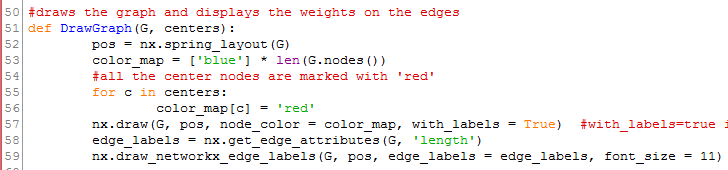 50 #draws the graph and displays the weights on the edges
51 def DrawGraph(G, centers):
52 pos = nx.spring_layout(G)
53 color_map = ['blue'] * len(G.nodes())
54 #all the center nodes are marked with 'red'
55 for c in centers:
56 color_map[c] = 'red'
57 nx.draw(G, pos, node_color = color_map, with_labels = True) #with_labels=true
58 edge_labels = nx.get_edge_attributes(G, 'length')
59 nx.draw_networkx_edge_labels(G, pos, edge_labels = edge_labels, font_size = 11)